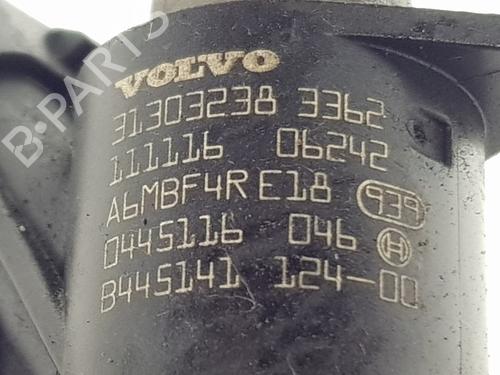 B-PARTS
VOLVO
31303238 3362
111116 06242
A6MBF4R E18 939
0445116 046 H
B445141 124-00